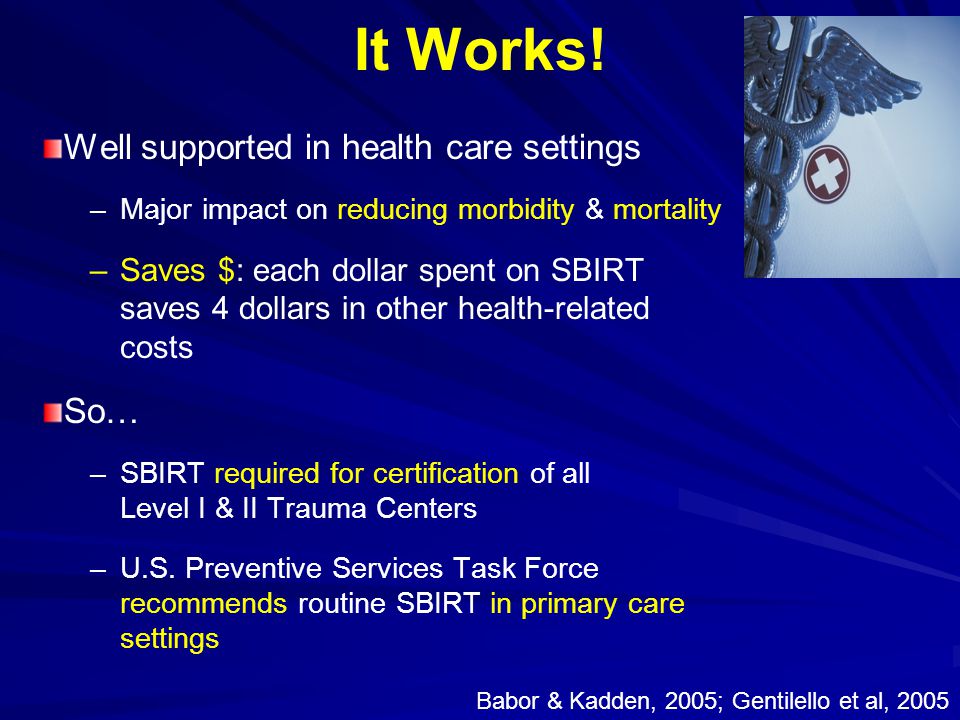 It Works!
Well supported in health care settings
– Major impact on reducing morbidity & mortality
– Saves $: each dollar spent on SBIRT
saves 4 dollars in other health-related
costs
So…
– SBIRT required for certification of all
Level I & II Trauma Centers
– U.S. Preventive Services Task Force
recommends routine SBIRT in primary care
settings
Babor & Kadden, 2005; Gentilello et al, 2005